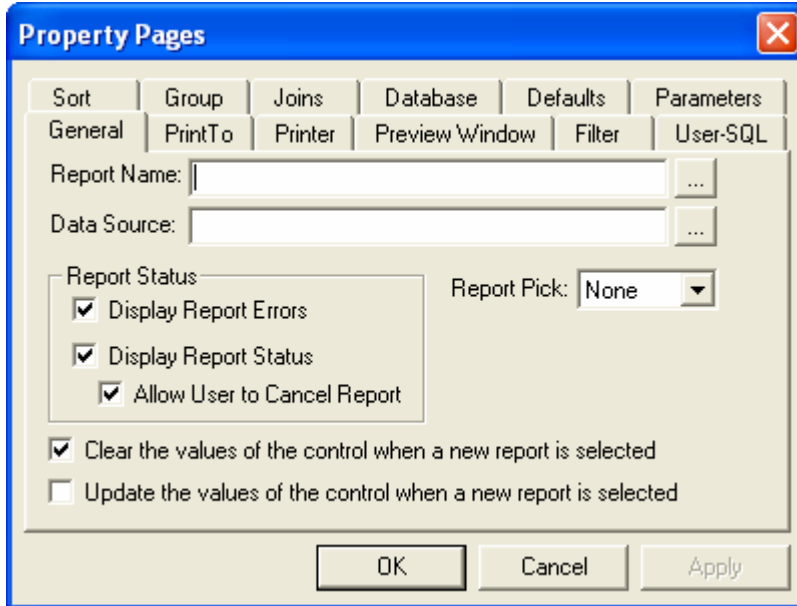 Property Pages
Sort Group Joins Database Defaults Parameters
General PrintTo Printer Preview Window Filter User-SQL
Report Name: ...
Data Source: ...
Report Status
Report Pick: None
Display Report Errors
Display Report Status
Allow User to Cancel Report
Clear the values of the control when a new report is selected
Update the values of the control when a new report is selected
OK Cancel Apply